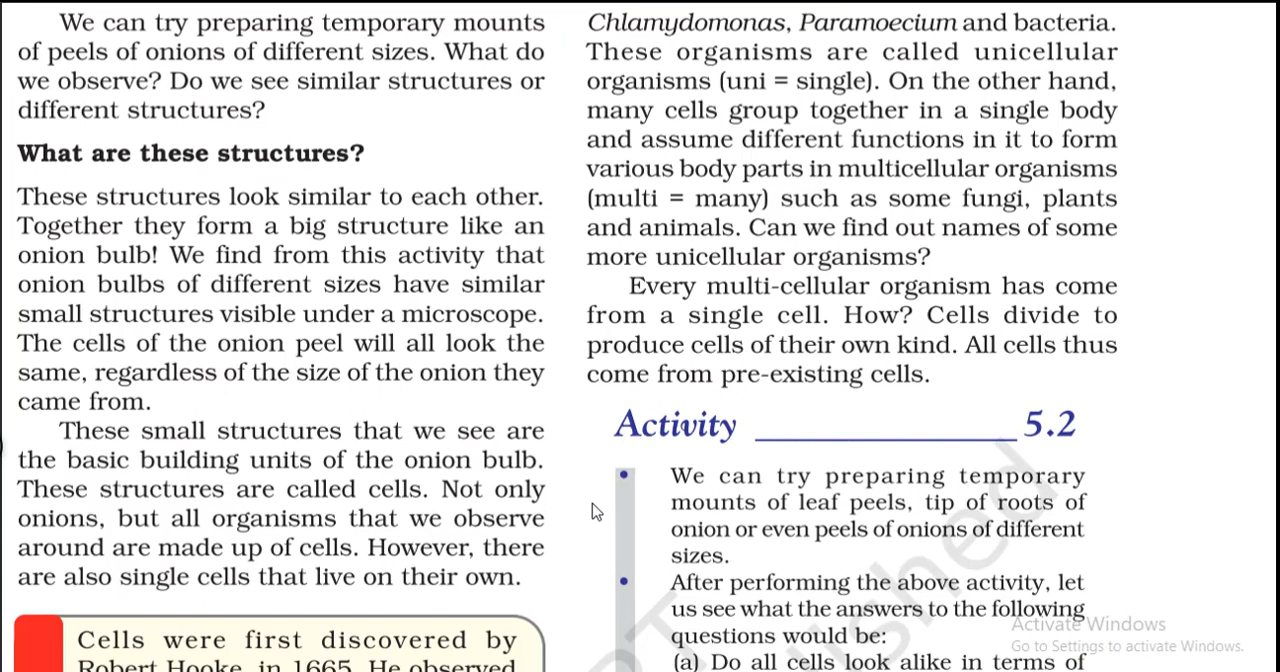 We can try preparing temporary mounts
of peels of onions of different sizes. What do
we observe? Do we see similar structures or
different structures?
What are these structures?
These structures look similar to each other.
Together they form a big structure like an
onion bulb! We find from this activity that
onion bulbs of different sizes have similar
small structures visible under a microscope.
The cells of the onion peel will all look the
same, regardless of the size of the onion they
came from.
These small structures that we see are
the basic building units of the onion bulb.
These structures are called cells. Not only
onions, but all organisms that we observe
around are made up of cells. However, there
are also single cells that live on their own.
Cells were first discovered by
Robert Hooke in 1665. He observed
Chlamydomonas, Paramoecium and bacteria.
These organisms are called unicellular
organisms (uni = single). On the other hand,
many cells group together in a single body
and assume different functions in it to form
various body parts in multicellular organisms
(multi = many) such as some fungi, plants
and animals. Can we find out names of some
more unicellular organisms?
Every multi-cellular organism has come
from a single cell. How? Cells divide to
produce cells of their own kind. All cells thus
come from pre-existing cells.
Activity 5.2
• We can try preparing temporary
mounts of leaf peels, tip of roots of
onion or even peels of onions of different
sizes.
• After performing the above activity, let
us see what the answers to the following
questions would be:
(a) Do all cells look alike in terms of
Activate Windows
Go to Settings to activate Windows.